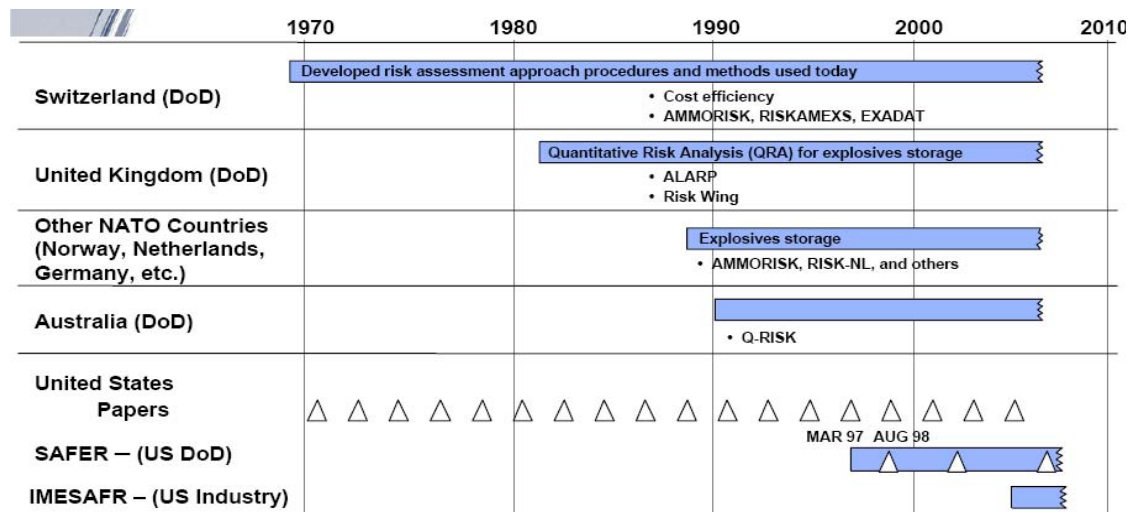 1970 1980 1990 2000 2010
Developed risk assessment approach procedures and methods used today
Switzerland (DoD)
• Cost efficiency
• AMMORISK, RISKAMEXS, EXADAT
Quantitative Risk Analysis (QRA) for explosives storage
United Kingdom (DoD)
• ALARP
• Risk Wing
Other NATO Countries
(Norway, Netherlands,
Germany, etc.)
Explosives storage
• AMMORISK, RISK-NL, and others
Australia (DoD)
• Q-RISK
United States
Papers
MAR 97 AUG 98
SAFER – (US DoD)
IMESAFR – (US Industry)